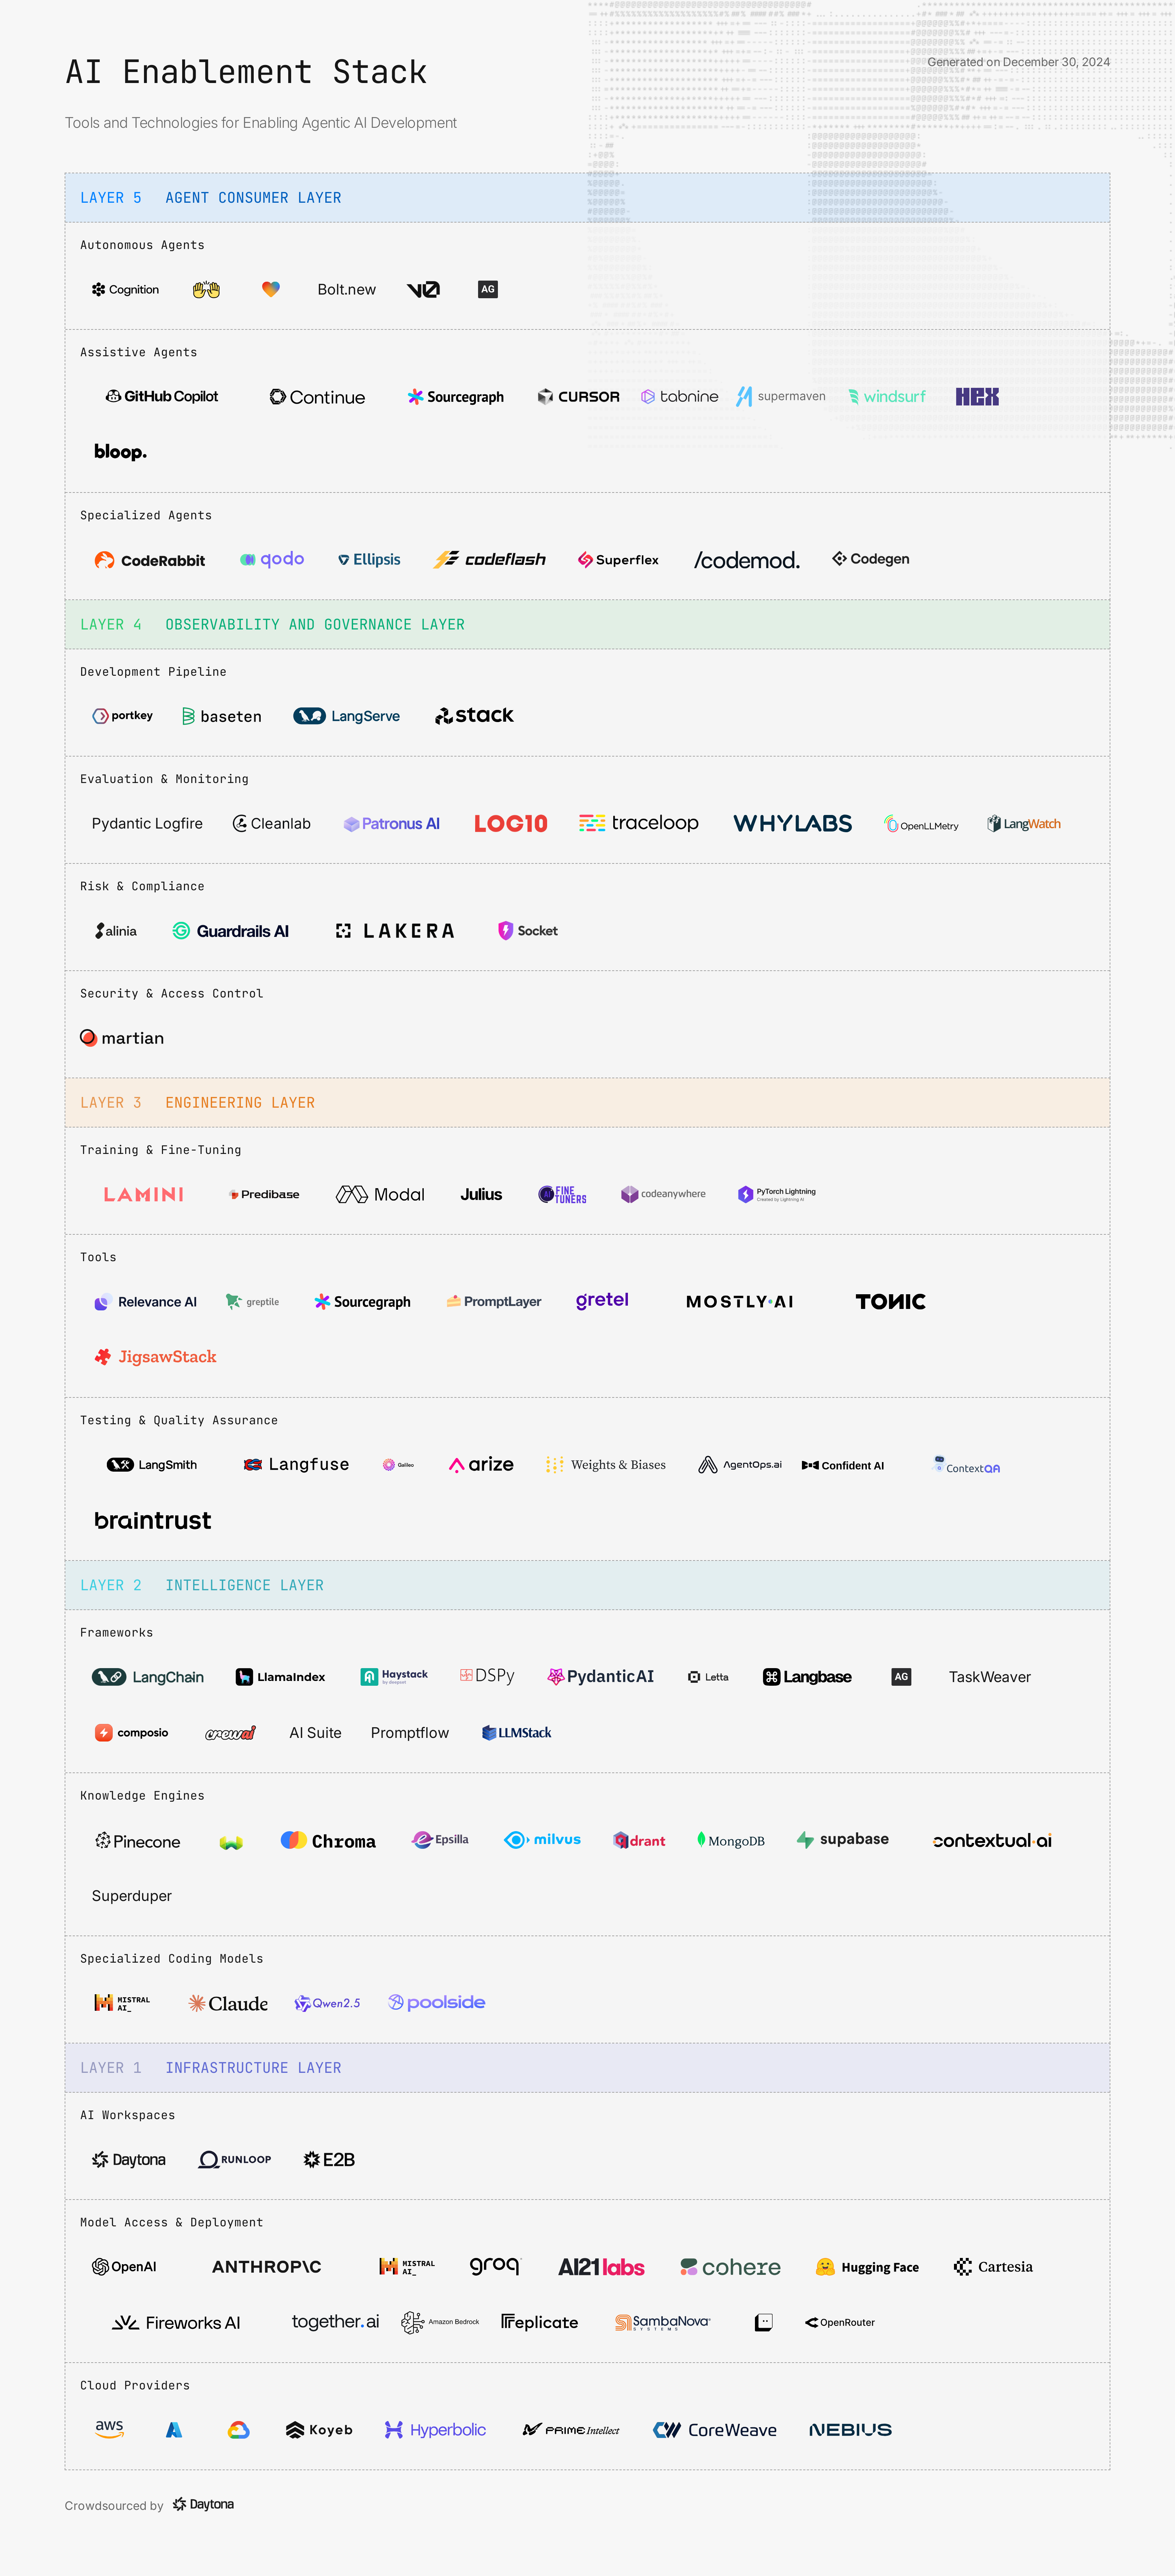 AI Enablement Stack
Generated on December 30, 2024
Tools and Technologies for Enabling Agentic AI Development
LAYER 5 AGENT CONSUMER LAYER
Autonomous Agents
Cognition Bolt.new v0 AG
Assistive Agents
GitHub Copilot Continue Sourcegraph CURSOR tabnine supermaven windsurf HEX
bloop.
Specialized Agents
CodeRabbit qodo Ellipsis codeflash Superflex /codemod. Codegen
LAYER 4 OBSERVABILITY AND GOVERNANCE LAYER
Development Pipeline
portkey baseten LangServe stack
Evaluation & Monitoring
Pydantic Logfire Cleanlab Patronus AI LOG10 traceloop WHYLABS OpenLLMetry LangWatch
Risk & Compliance
alinia Guardrails AI LAKERA Socket
Security & Access Control
martian
LAYER 3 ENGINEERING LAYER
Training & Fine-Tuning
LAMINI Predibase Modal Julius AI FINE TUNERS codeanywhere PyTorch Lightning
Created by Lightning AI
Tools
Relevance AI greptile Sourcegraph PromptLayer gretel MOSTLY·AI TONIC
JigsawStack
Testing & Quality Assurance
LangSmith Langfuse Galileo arize Weights & Biases AgentOps.ai Confident AI ContextQA
braintrust
LAYER 2 INTELLIGENCE LAYER
Frameworks
LangChain LlamaIndex Haystack by deepset DSPy PydanticAI Letta Langbase AG TaskWeaver
composio crewai AI Suite Promptflow LLMStack
Knowledge Engines
Pinecone Chroma Epsilla milvus qdrant MongoDB supabase contextual·ai
Superduper
Specialized Coding Models
MISTRAL AI_ Claude Qwen2.5 poolside
LAYER 1 INFRASTRUCTURE LAYER
AI Workspaces
Daytona RUNLOOP E2B
Model Access & Deployment
OpenAI ANTHROP\C MISTRAL AI_ groq AI21labs cohere Hugging Face Cartesia
Fireworks AI together.ai Amazon Bedrock Replicate SambaNova SYSTEMS OpenRouter
Cloud Providers
aws Koyeb Hyperbolic PRIME Intellect CoreWeave NEBIUS
Crowdsourced by Daytona